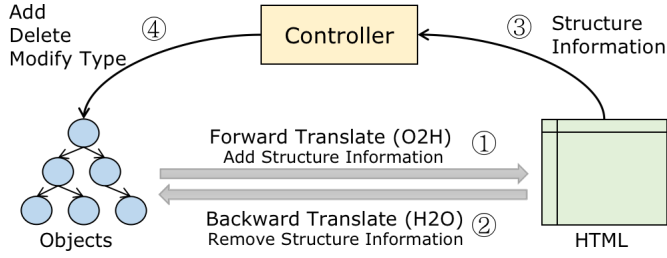 Add
Delete
Modify Type
④
Controller
③
Structure
Information
Forward Translate (O2H)
Add Structure Information
①
Backward Translate (H2O)
Remove Structure Information
②
Objects
HTML